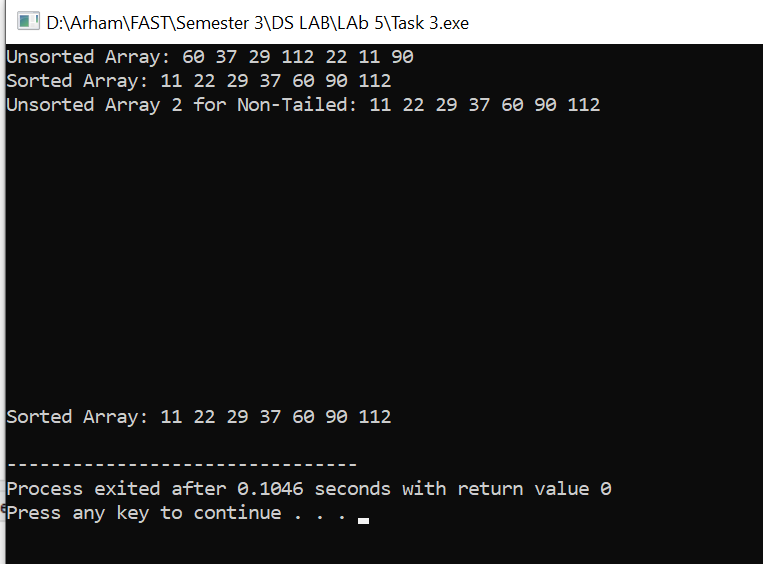 D:\Arham\FAST\Semester 3\DS LAB\LAb 5\Task 3.exe
Unsorted Array: 60 37 29 112 22 11 90
Sorted Array: 11 22 29 37 60 90 112
Unsorted Array 2 for Non-Tailed: 11 22 29 37 60 90 112
Sorted Array: 11 22 29 37 60 90 112
--------------------------------
Process exited after 0.1046 seconds with return value 0
Press any key to continue . . .